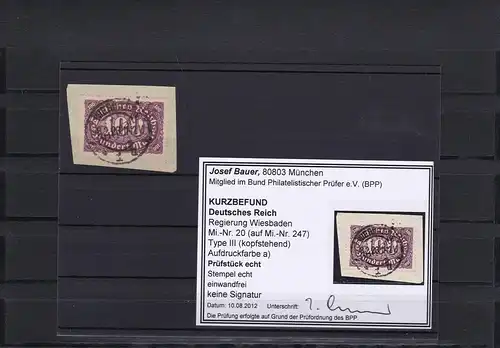 100
Josef Bauer, 80803 München
Mitglied im Bund Philatelistischer Prüfer e.V. (BPP)
KURZBEFUND
Deutsches Reich
Regierung Wiesbaden
Mi.-Nr. 20 (auf Mi.-Nr. 247)
Type III (kopfstehend)
Aufdruckfarbe a)
Prüfstück echt
Stempel echt
einwandfrei
keine Signatur
Datum: 10.08.2012 Unterschrift:
Die Prüfung erfolgte auf Grund der Prüfordnung des BPP.
100